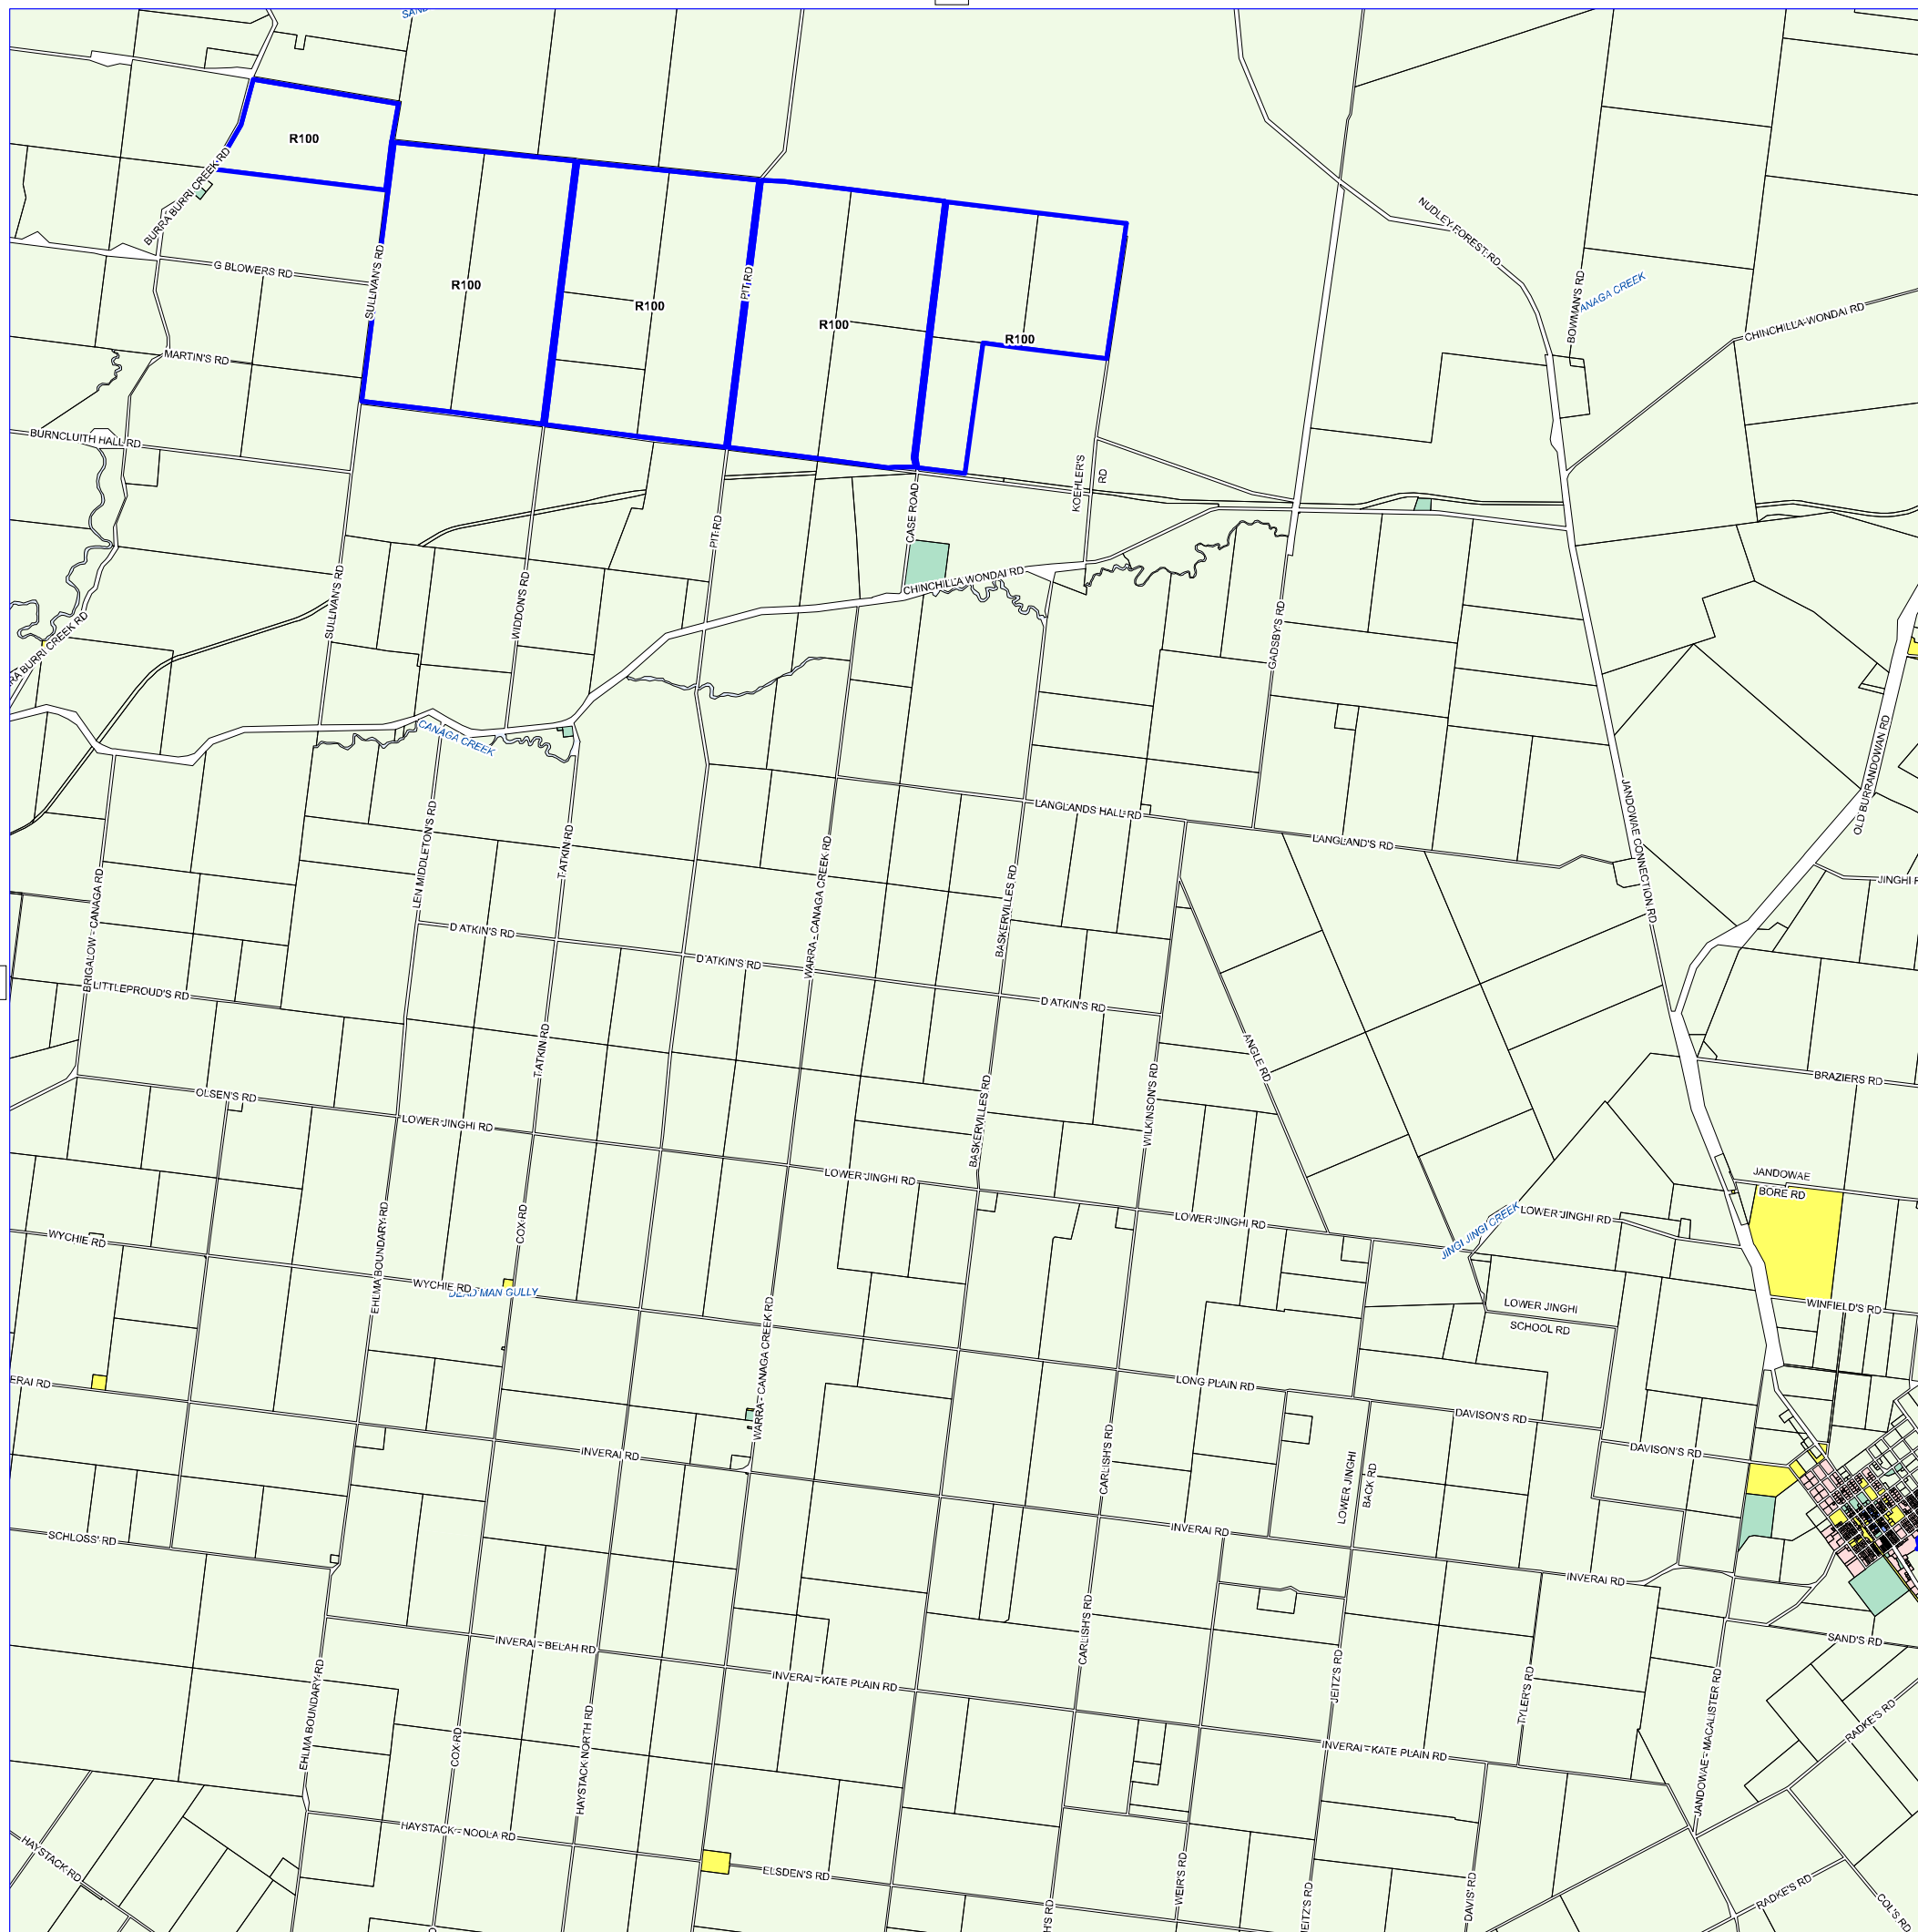 R100
BURRA BURRI CREEK RD
G BLOWERS RD
SULLIVAN'S RD
R100
R100
PIT RD
R100
R100
NUDLEY FOREST RD
BOWMAN'S RD
CHINCHILLA-WONDAI RD
MARTIN'S RD
BURNCLUITH HALL RD
KOEHLER'S
RD
CASE ROAD
PIT RD
CHINCHILLA WONDAI RD
SULLIVAN'S RD
WIDDON'S RD
GADSBY'S RD
CANAGA CREEK
OLD BURRANDOWAN RD
JANDOWAE CONNECTION RD
LANGLANDS HALL RD
LANGLAND'S RD
LEN MIDDLETON'S RD
T ATKIN RD
WARRA - CANAGA CREEK RD
BASKERVILLES RD
BRIGALOW - CANAGA RD
D ATKIN'S RD
D ATKIN'S RD
D ATKIN'S RD
LITTLEPROUD'S RD
T ATKIN RD
ANGLE RD
BRAZIERS RD
OLSEN'S RD
LOWER JINGHI RD
BASKERVILLES RD
WILKINSON'S RD
LOWER JINGHI RD
JANDOWAE
BORE RD
LOWER JINGHI RD
LOWER JINGHI RD
JINGI JINGI CREEK
WYCHIE RD
EHLMA BOUNDARY RD
COX RD
WYCHIE RD
DEAD MAN GULLY
LOWER JINGHI
SCHOOL RD
WINFIELD'S RD
WARRA - CANAGA CREEK RD
LONG PLAIN RD
DAVISON'S RD
DAVISON'S RD
INVERAI RD
CARLISH'S RD
LOWER JINGHI
BACK RD
INVERAI RD
INVERAI RD
SCHLOSS' RD
INVERAI - BELAH RD
INVERAI - KATE PLAIN RD
CARLISH'S RD
JEITZ'S RD
TYLER'S RD
SAND'S RD
JANDOWAE - MACALISTER RD
RADKE'S RD
EHLMA BOUNDARY RD
COX RD
HAYSTACK NORTH RD
INVERAI - KATE PLAIN RD
HAYSTACK - NOOLA RD
HAYSTACK RD
ELSDEN'S RD
WEIR'S RD
DAVIS RD
RADKE'S RD
COL'S RD